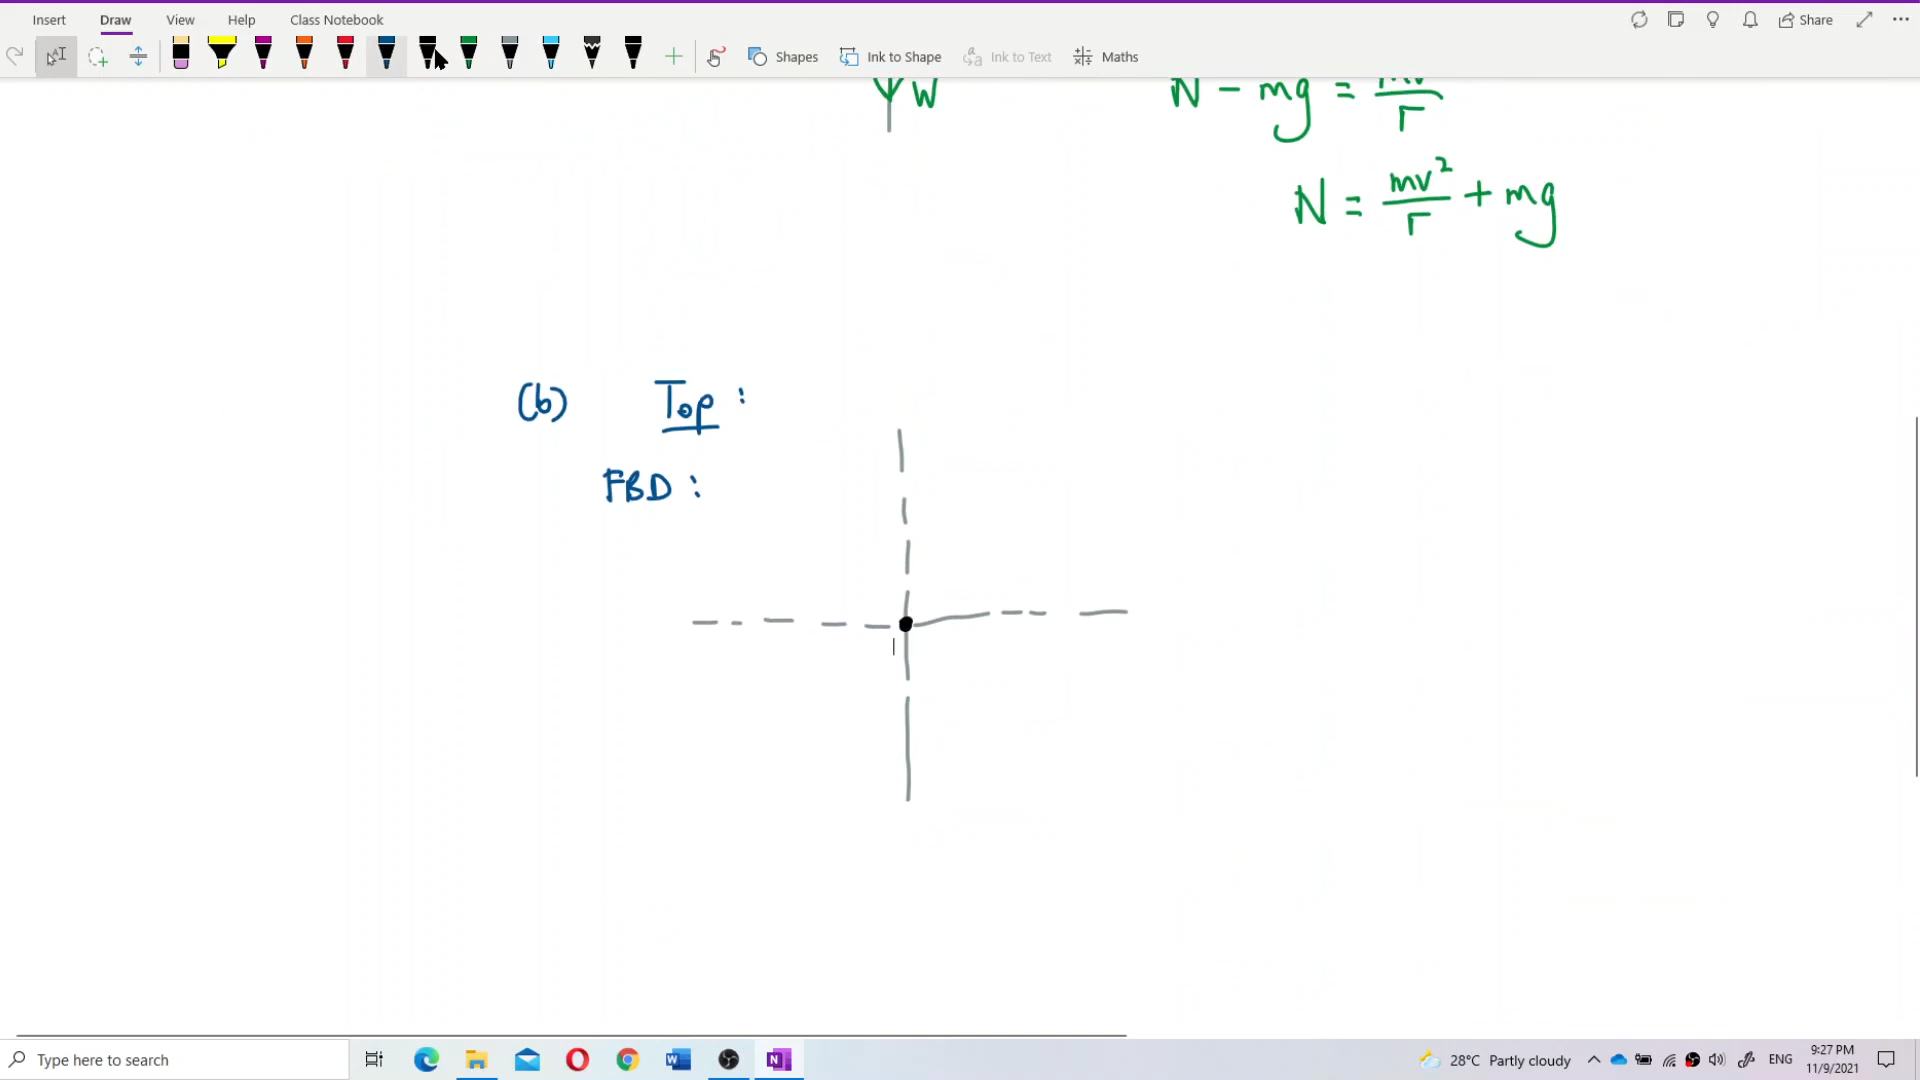 Insert Draw View Help Class Notebook Share
Shapes Ink to Shape Ink to Text Maths
W N - mg = mv
r
N = mv² + mg
r
(b) Top :
FBD :
Type here to search 28°C Partly cloudy ENG 9:27 PM
11/9/2021